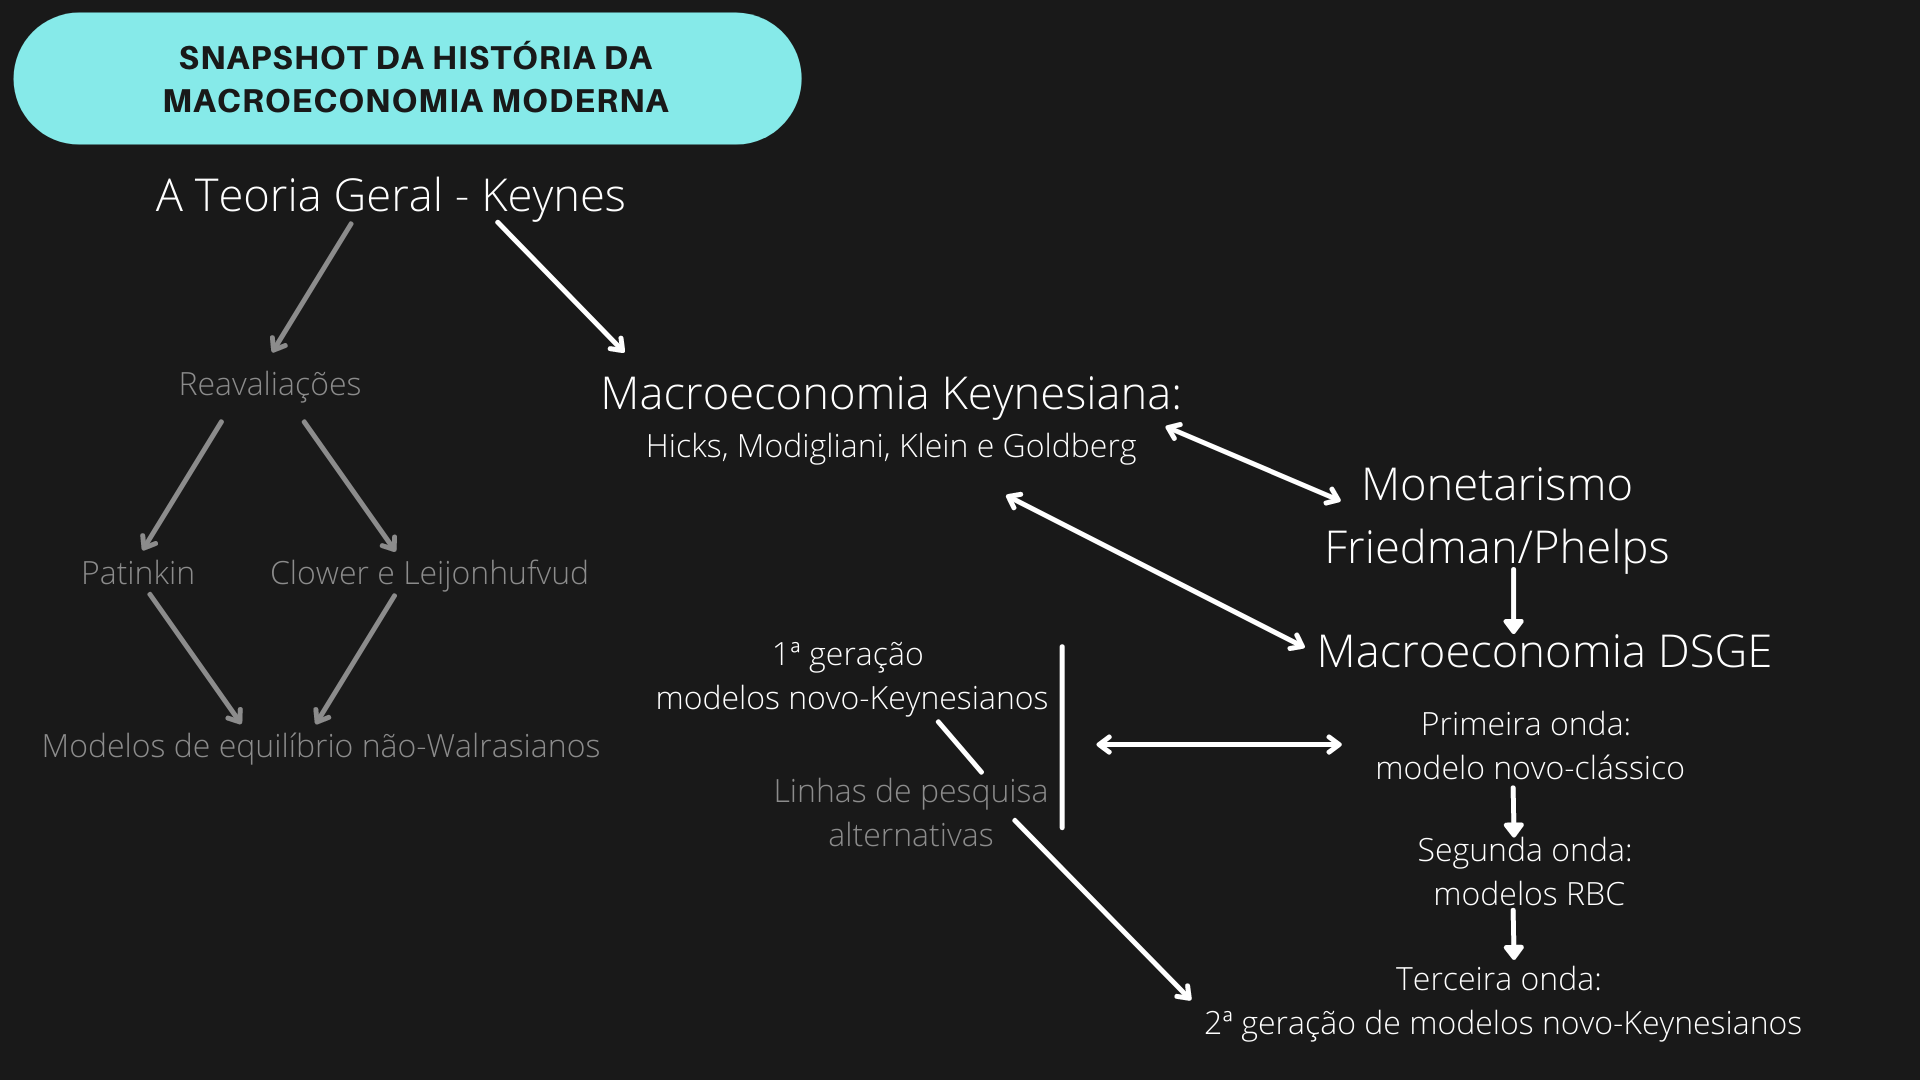 SNAPSHOT DA HISTÓRIA DA
MACROECONOMIA MODERNA
A Teoria Geral - Keynes
Reavaliações
Macroeconomia Keynesiana:
Hicks, Modigliani, Klein e Goldberg
Monetarismo
Friedman/Phelps
Patinkin
Clower e Leijonhufvud
Macroeconomia DSGE
1ª geração
modelos novo-Keynesianos
Modelos de equilíbrio não-Walrasianos
Primeira onda:
modelo novo-clássico
Linhas de pesquisa
alternativas
Segunda onda:
modelos RBC
Terceira onda:
2ª geração de modelos novo-Keynesianos